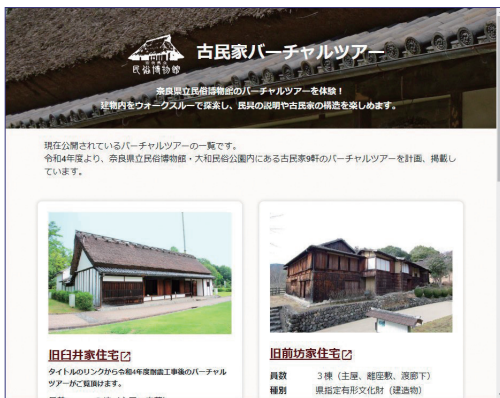 民俗博物館
古民家バーチャルツアー
奈良県立民俗博物館のバーチャルツアーを体験!
建物内をウォークスルーで探索し、民具の説明や古民家の構造を楽しめます。
現在公開されているバーチャルツアーの一覧です。
令和4年度より、奈良県立民俗博物館・大和民俗公園内にある古民家9軒のバーチャルツアーを計画、掲載し
ています。
旧臼井家住宅
タイトルのリンクから令和4年度耐震工事後のバーチャル
ツアーがご覧頂けます。
旧前坊家住宅
員数 3棟(主屋、離座敷、渡廊下)
種別 県指定有形文化財(建造物)